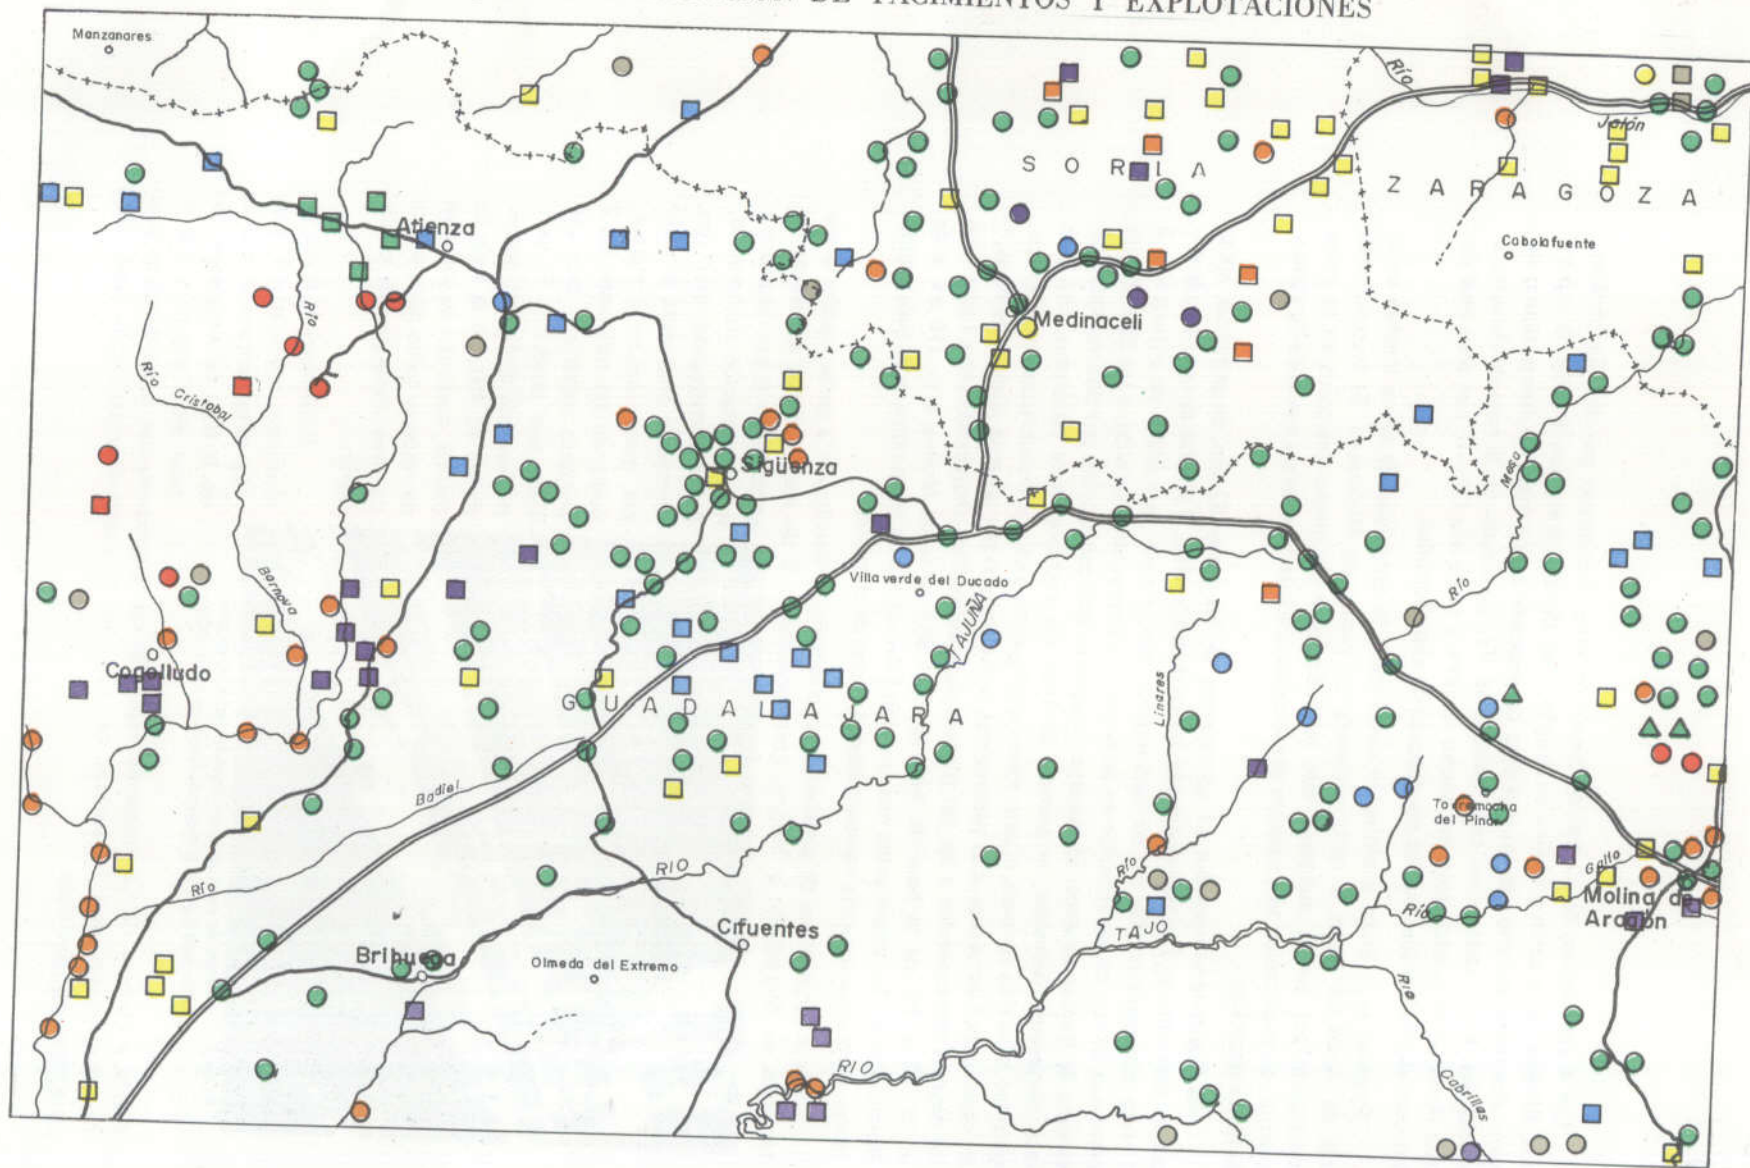 DE YACIMIENTOS Y EXPLOTACIONES
Manzanares
Río
Jalón
SORIA
ZARAGOZA
Atienza
Cabolafuente
Río
Medinaceli
Río Cristobal
Sigüenza
Mesa
Villaverde del Ducado
Río
Bornova
TAJUÑA
Cogolludo
Linares
GUADALAJARA
Badiel
Torremocha
del Pinar
Gallo
Río
RIO
Río
Molina de
Aragón
Río
Cifuentes
TAJO
Brihuega
Olmeda del Extremo
RIO
RIO
Cabrillas